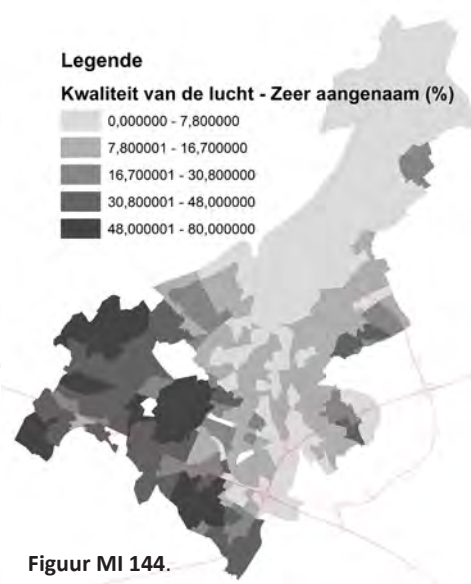 Legende
Kwaliteit van de lucht - Zeer aangenaam (%)
0,000000 - 7,800000
7,800001 - 16,700000
16,700001 - 30,800000
30,800001 - 48,000000
48,000001 - 80,000000
Figuur MI 144.